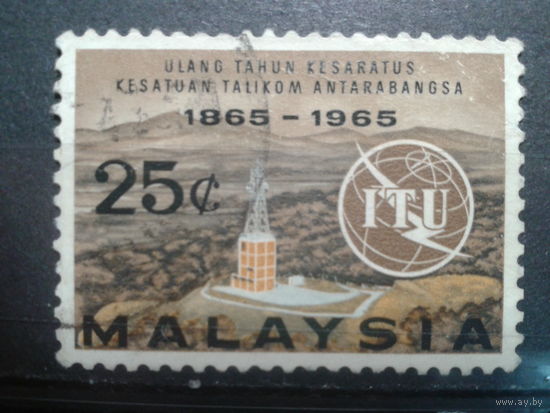 ULANG TAHUN KESARATUS
KESATUAN TALIKOM ANTARABANGSA
1865 - 1965
25¢
ITU
MALAYSIA
www.ay.by